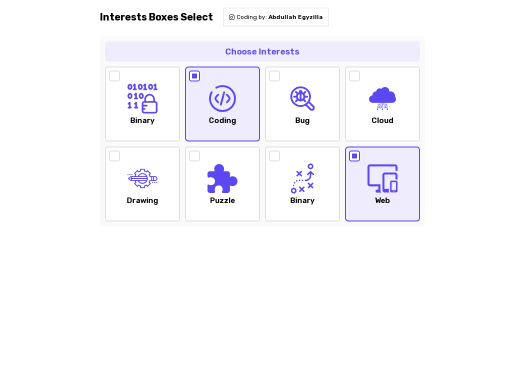 Interests Boxes Select
Coding by: Abdullah Egyzilla
Choose Interests
010101
010
11
Binary
Coding
Bug
Cloud
Drawing
Puzzle
Binary
Web